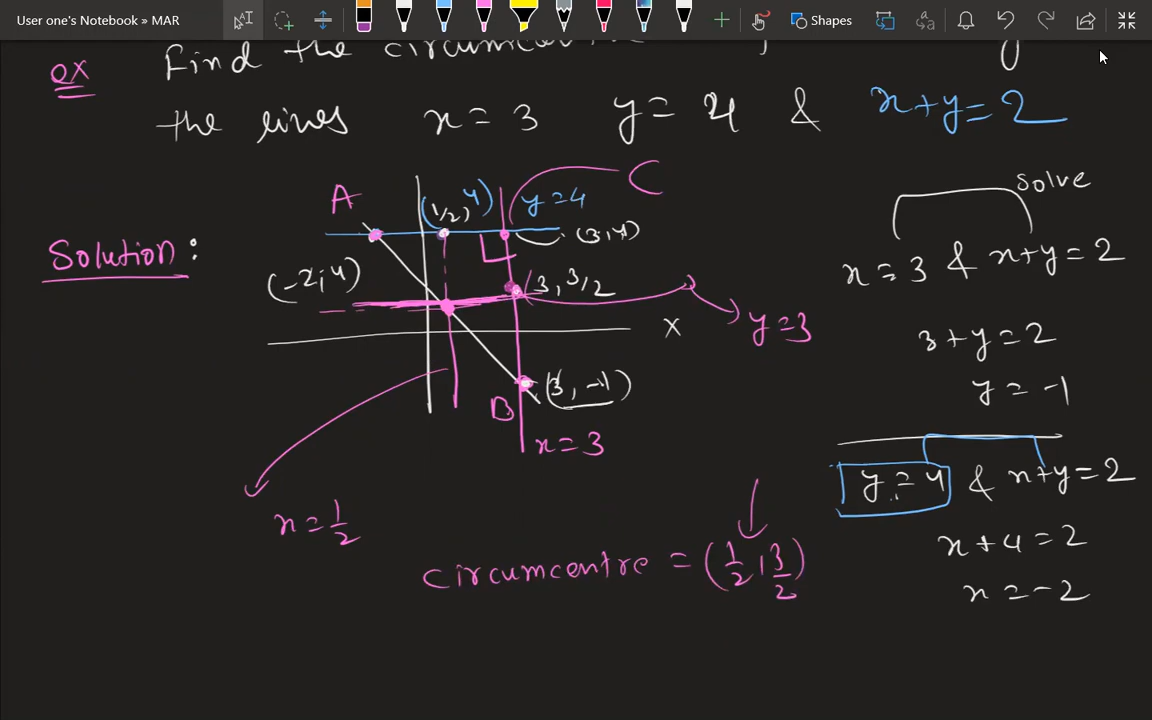 User one's Notebook » MAR
Shapes
ex Find the
the lines x = 3 y = 4 & x+y=2
Solution:
A
(1/2, 4)
y = 4
C
(3, 4)
(-2, 4)
(3, 3/2
X
y = 3
B
(3, -1)
x = 3
x = 1/2
circumcentre = (1/2, 3/2)
solve
x = 3 & x+y=2
3+y=2
y = -1
y = 4 & x+y=2
x+4=2
x = -2